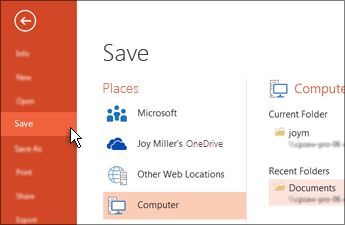 Info
New
Open
Save
Save As
Print
Share
Export
Save
Places
Microsoft
Joy Miller's OneDrive
Other Web Locations
Computer
Computer
Current Folder
joym
Recent Folders
Documents